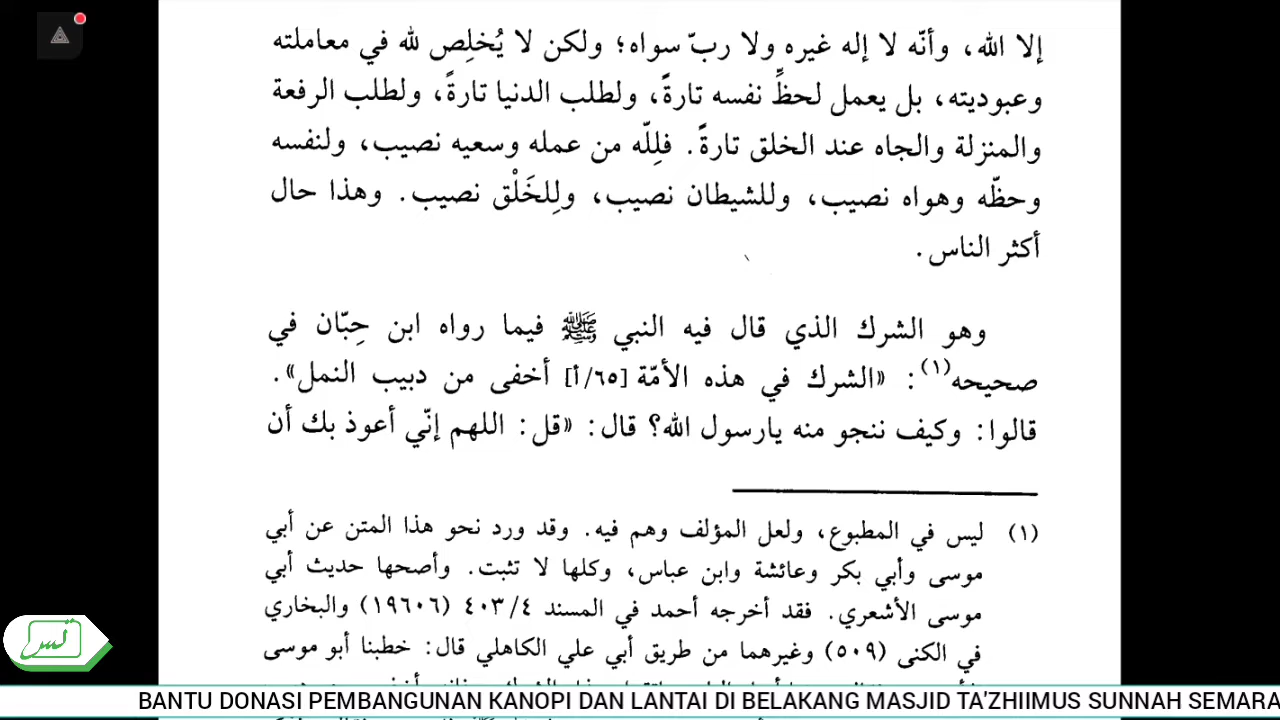 إلا الله، وأنّه لا إله غيره ولا ربّ سواه؛ ولكن لا يُخلِص لله في معاملته
وعبوديته، بل يعمل لحظِّ نفسه تارةً، ولطلب الدنيا تارةً، ولطلب الرفعة
والمنزلة والجاه عند الخلق تارةً. فلِلّه من عمله وسعيه نصيب، ولنفسه
وحظّه وهواه نصيب، وللشيطان نصيب، ولِلخَلْق نصيب. وهذا حال
أكثر الناس.
وهو الشرك الذي قال فيه النبي ﷺ فيما رواه ابن حِبّان في
صحيحه(١): «الشرك في هذه الأمّة [٦٥/أ] أخفى من دبيب النمل».
قالوا: وكيف ننجو منه يارسول الله؟ قال: «قل: اللهم إنّي أعوذ بك أن
(١) ليس في المطبوع، ولعل المؤلف وهم فيه. وقد ورد نحو هذا المتن عن أبي
موسى وأبي بكر وعائشة وابن عباس، وكلها لا تثبت. وأصحها حديث أبي
موسى الأشعري. فقد أخرجه أحمد في المسند ٤/٤٠٣ (١٩٦٠٦) والبخاري
في الكنى (٥٠٩) وغيرهما من طريق أبي علي الكاهلي قال: خطبنا أبو موسى
BANTU DONASI PEMBANGUNAN KANOPI DAN LANTAI DI BELAKANG MASJID TA'ZHIIMUS SUNNAH SEMARA